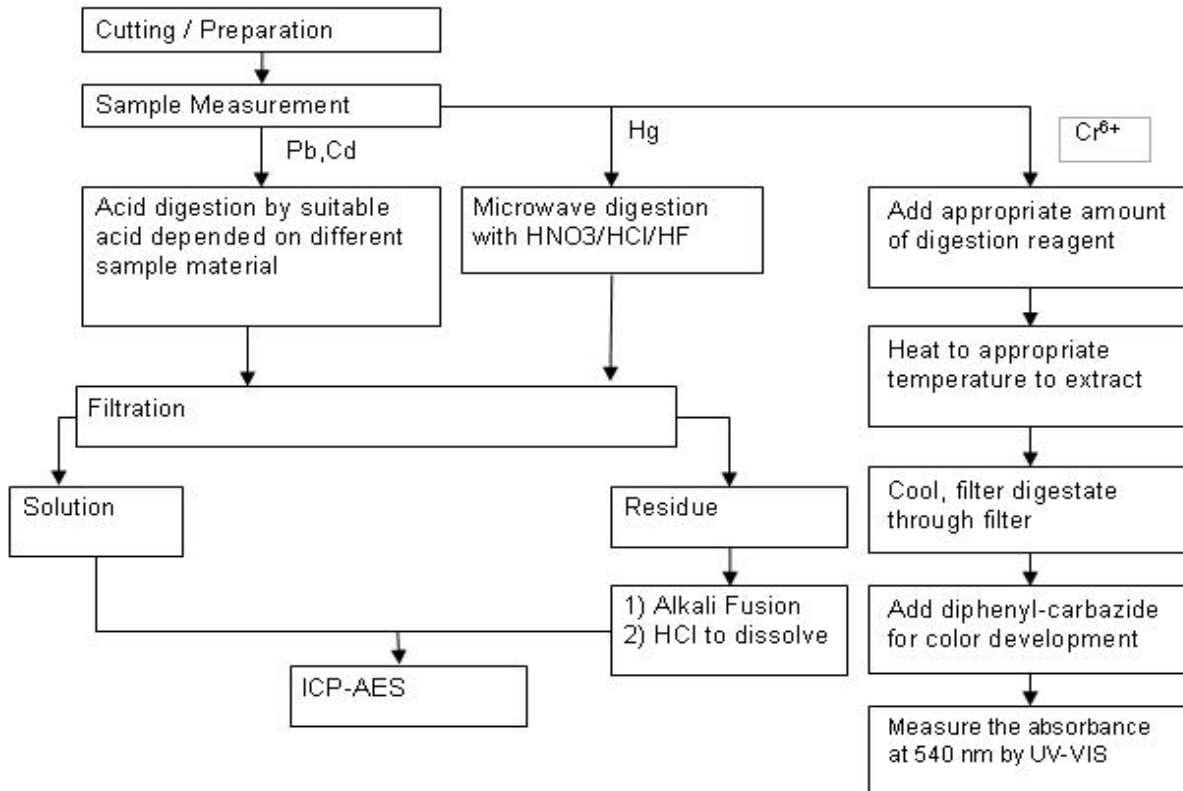 Cutting / Preparation
Sample Measurement
Pb,Cd
Hg
Cr⁶⁺
Acid digestion by suitable
acid depended on different
sample material
Microwave digestion
with HNO3/HCl/HF
Add appropriate amount
of digestion reagent
Heat to appropriate
temperature to extract
Filtration
Solution
Residue
Cool, filter digestate
through filter
1) Alkali Fusion
2) HCl to dissolve
Add diphenyl-carbazide
for color development
ICP-AES
Measure the absorbance
at 540 nm by UV-VIS